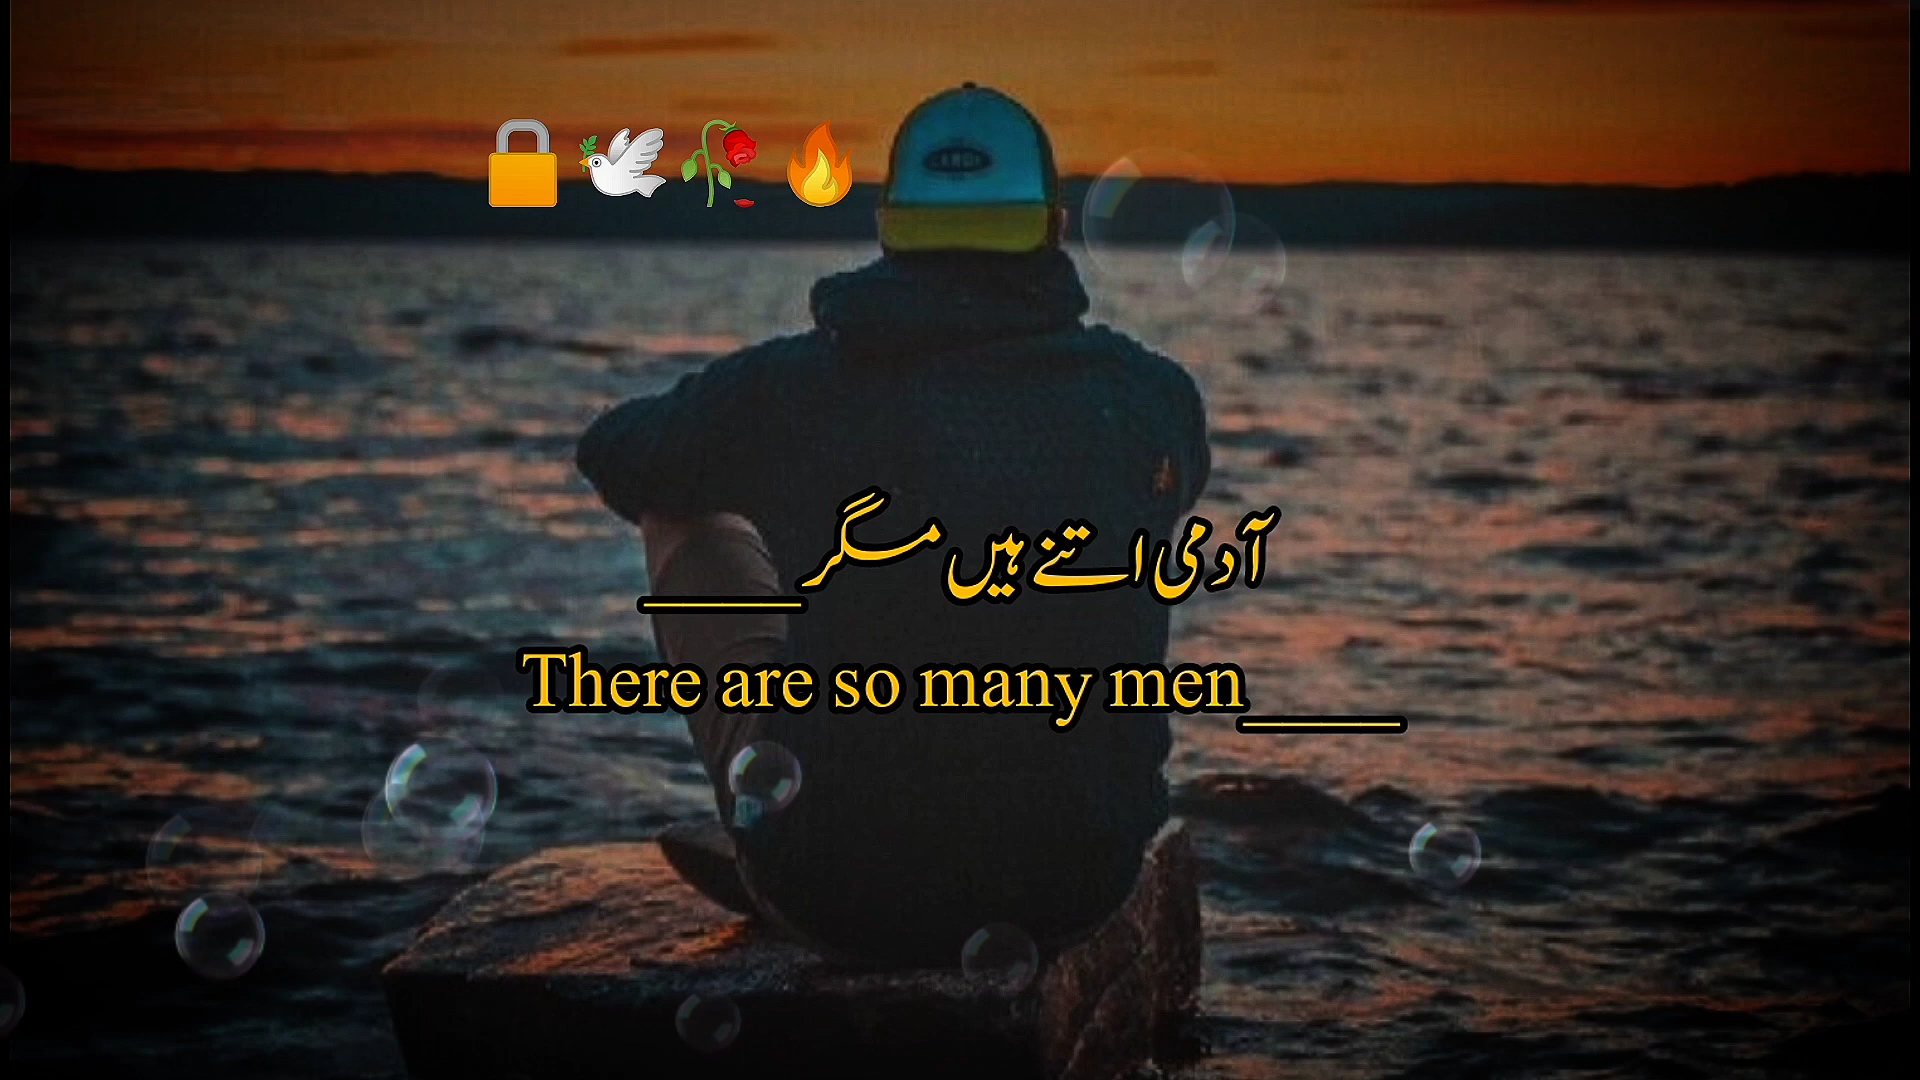 🔒🕊🥀🔥
آدمی اتنے ہیں مگر____
There are so many men____